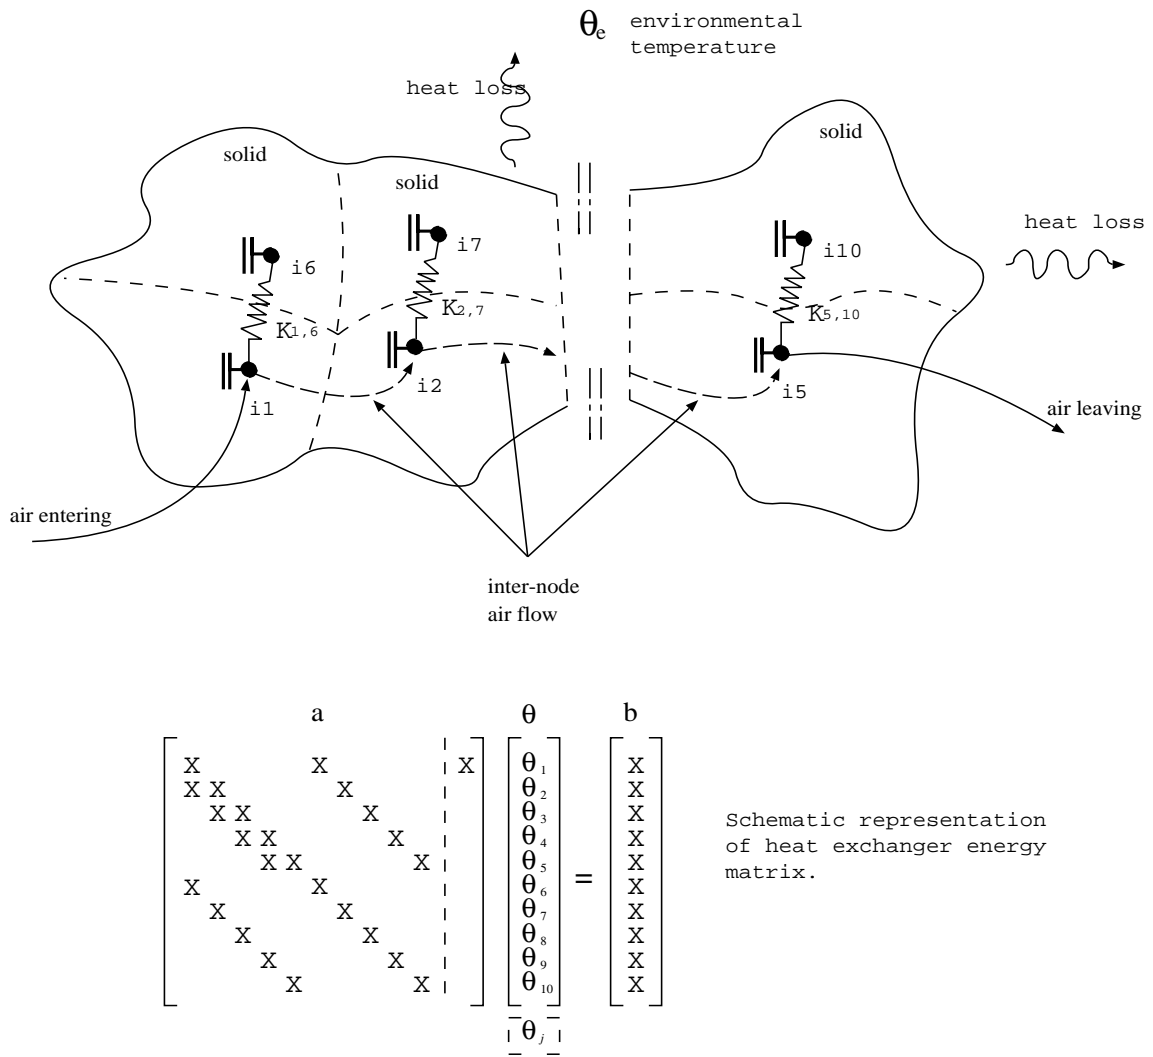 θe environmental
temperature
heat loss
solid
solid
solid
heat loss
i6
i7
i10
K1,6
K2,7
K5,10
i1
i2
i5
air leaving
air entering
inter-node
air flow
a θ b
X X X θ1 X
X X X θ2 X
X X X θ3 X
X X X θ4 X
X X X θ5 X
X X θ6 = X
X X θ7 X
X X θ8 X
X X θ9 X
X X θ10 X
θj
Schematic representation
of heat exchanger energy
matrix.